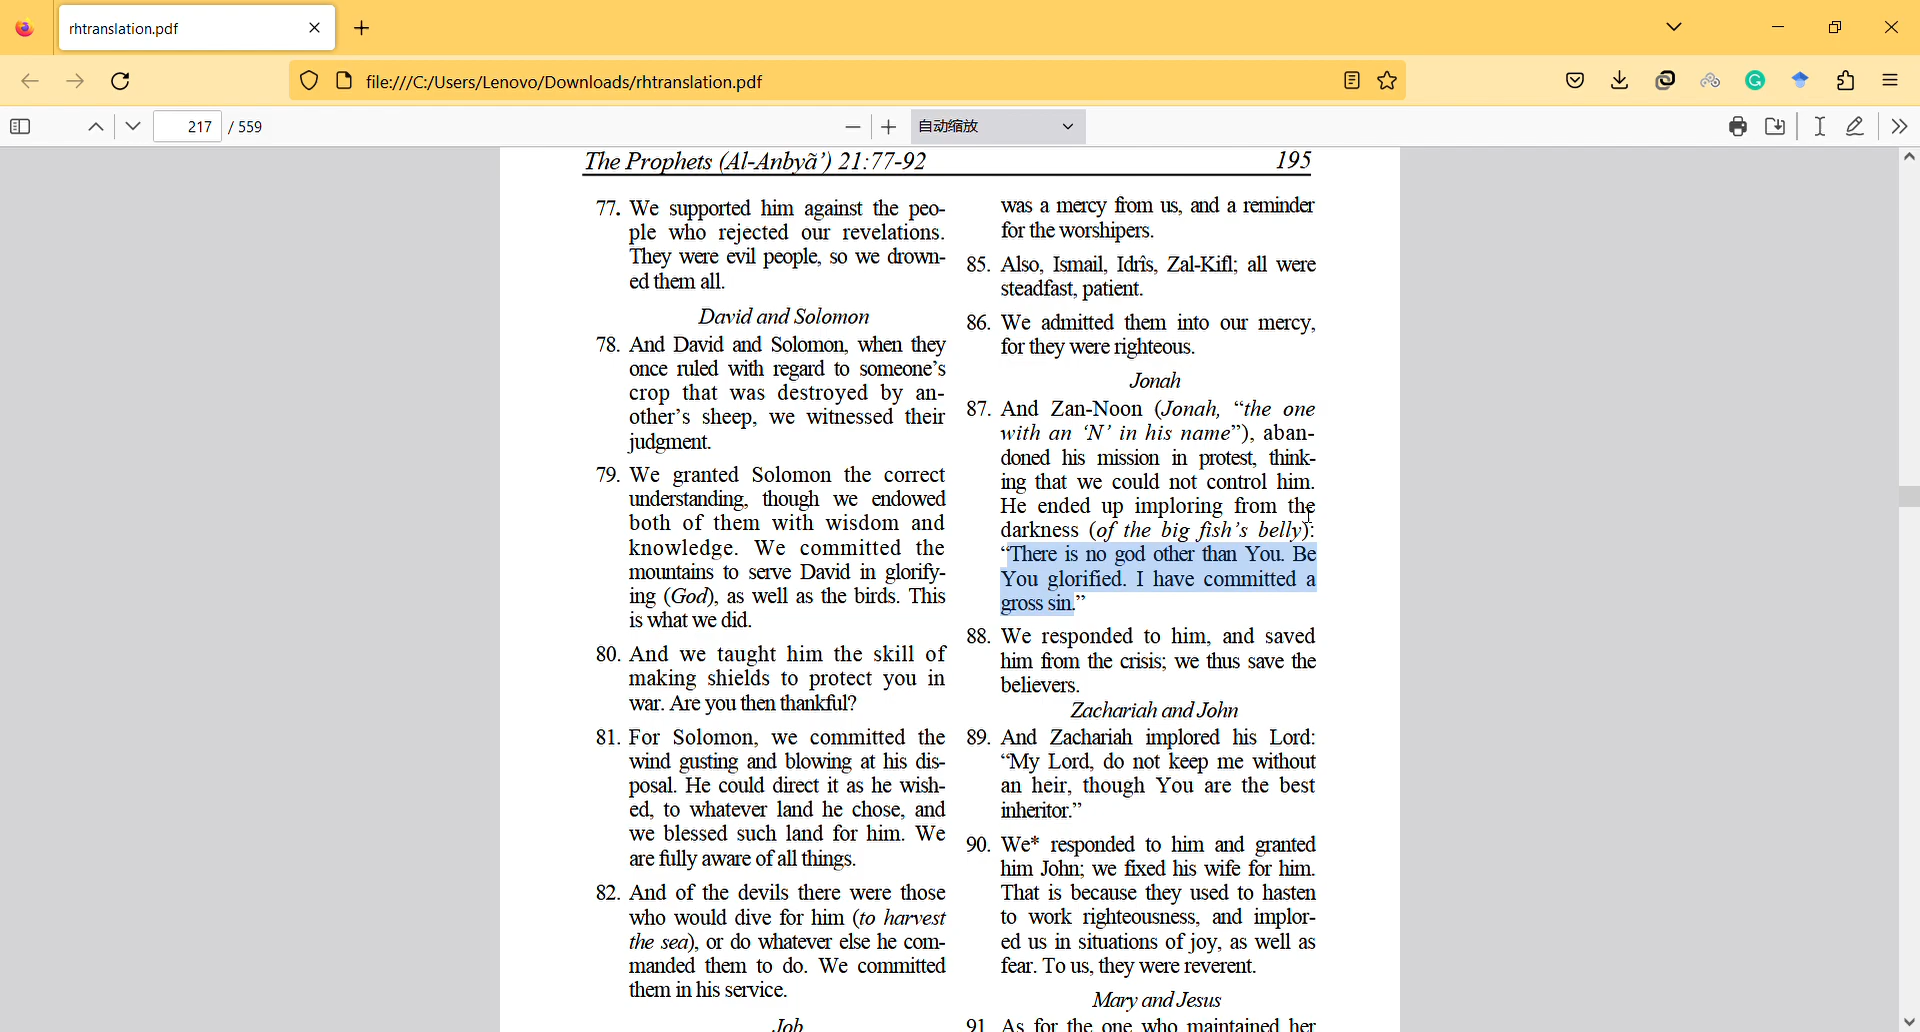 rhtranslation.pdf
file:///C:/Users/Lenovo/Downloads/rhtranslation.pdf
217 / 559
自动缩放
The Prophets (Al-Anbyã’) 21:77-92 195
77. We supported him against the peo-
ple who rejected our revelations.
They were evil people, so we drown-
ed them all.
David and Solomon
78. And David and Solomon, when they
once ruled with regard to someone’s
crop that was destroyed by an-
other’s sheep, we witnessed their
judgment.
79. We granted Solomon the correct
understanding, though we endowed
both of them with wisdom and
knowledge. We committed the
mountains to serve David in glorify-
ing (God), as well as the birds. This
is what we did.
80. And we taught him the skill of
making shields to protect you in
war. Are you then thankful?
81. For Solomon, we committed the
wind gusting and blowing at his dis-
posal. He could direct it as he wish-
ed, to whatever land he chose, and
we blessed such land for him. We
are fully aware of all things.
82. And of the devils there were those
who would dive for him (to harvest
the sea), or do whatever else he com-
manded them to do. We committed
them in his service.
Job
was a mercy from us, and a reminder
for the worshipers.
85. Also, Ismail, Idrîs, Zal-Kifl; all were
steadfast, patient.
86. We admitted them into our mercy,
for they were righteous.
Jonah
87. And Zan-Noon (Jonah, “the one
with an ‘N’ in his name”), aban-
doned his mission in protest, think-
ing that we could not control him.
He ended up imploring from the
darkness (of the big fish’s belly):
“There is no god other than You. Be
You glorified. I have committed a
gross sin.”
88. We responded to him, and saved
him from the crisis; we thus save the
believers.
Zachariah and John
89. And Zachariah implored his Lord:
“My Lord, do not keep me without
an heir, though You are the best
inheritor.”
90. We* responded to him and granted
him John; we fixed his wife for him.
That is because they used to hasten
to work righteousness, and implor-
ed us in situations of joy, as well as
fear. To us, they were reverent.
Mary and Jesus
91. As for the one who maintained her